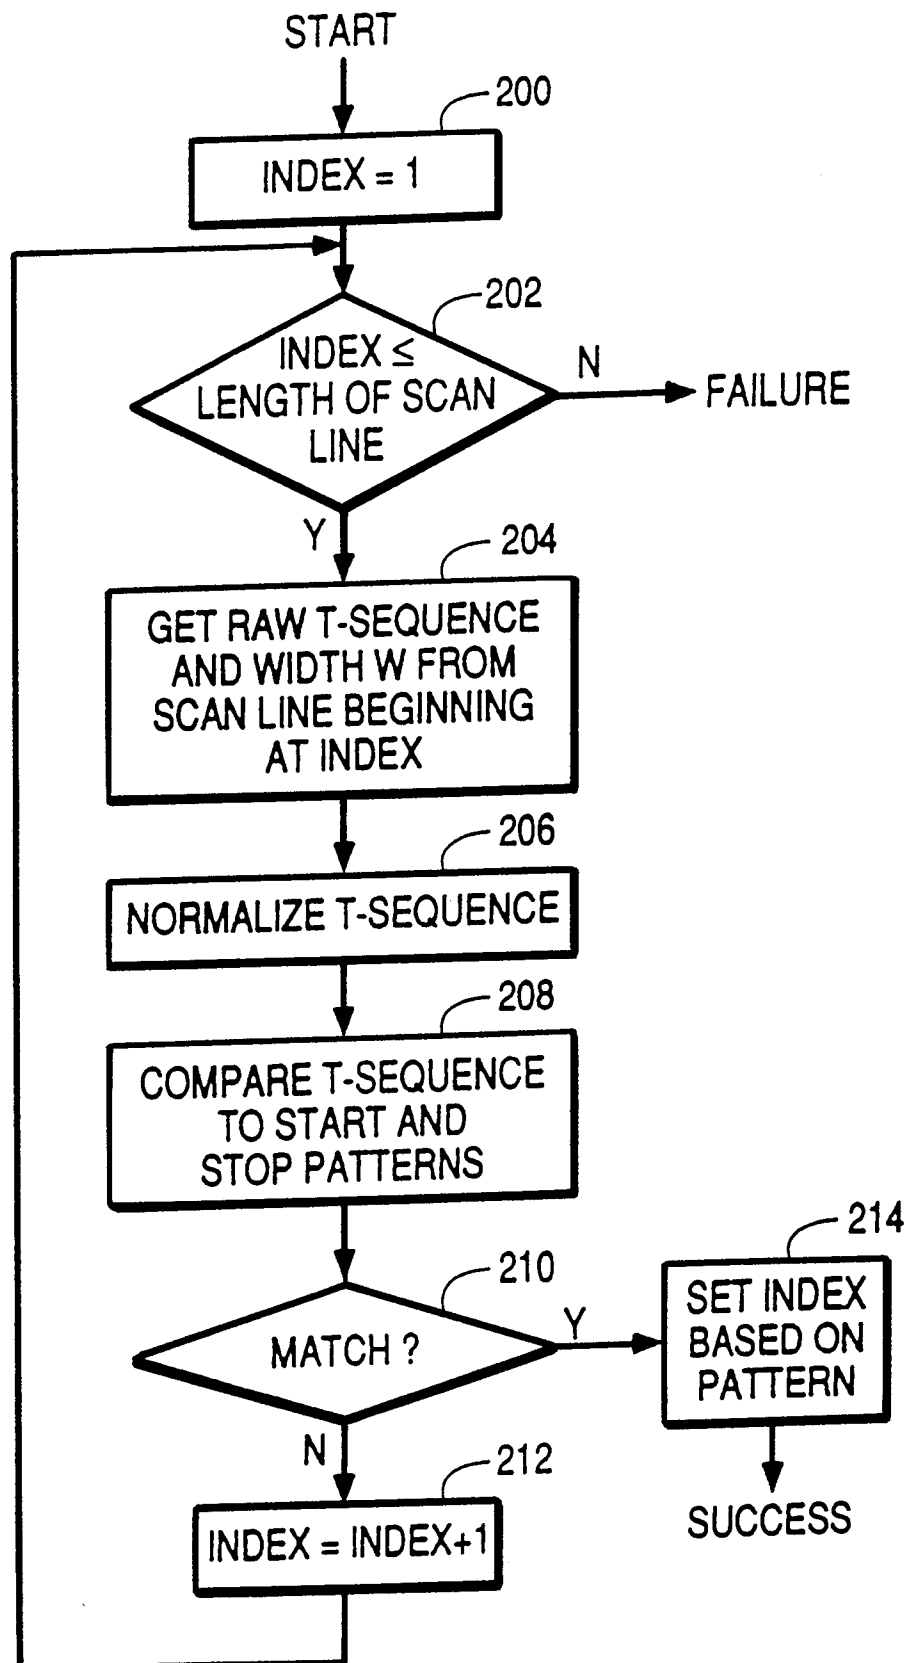 START
200
INDEX = 1
202
INDEX ≤
LENGTH OF SCAN
LINE
N
FAILURE
Y
204
GET RAW T-SEQUENCE
AND WIDTH W FROM
SCAN LINE BEGINNING
AT INDEX
206
NORMALIZE T-SEQUENCE
208
COMPARE T-SEQUENCE
TO START AND
STOP PATTERNS
210
MATCH ?
Y
214
SET INDEX
BASED ON
PATTERN
SUCCESS
N
212
INDEX = INDEX+1